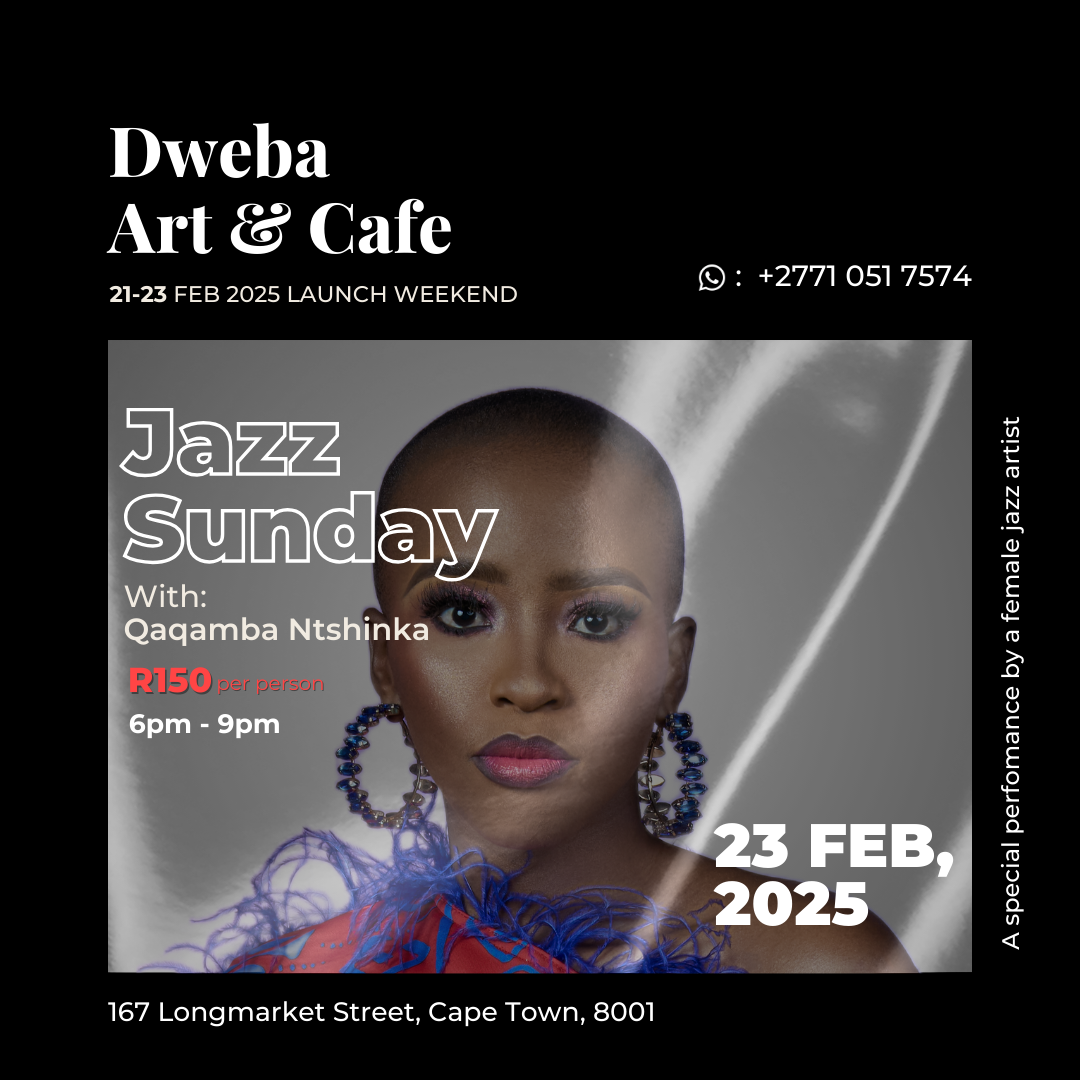 Dweba
Art & Cafe
21-23 FEB 2025 LAUNCH WEEKEND
: +2771 051 7574
Jazz
Sunday
With:
Qaqamba Ntshinka
R150 per person
6pm - 9pm
23 FEB,
2025
A special perfomance by a female jazz artist
167 Longmarket Street, Cape Town, 8001